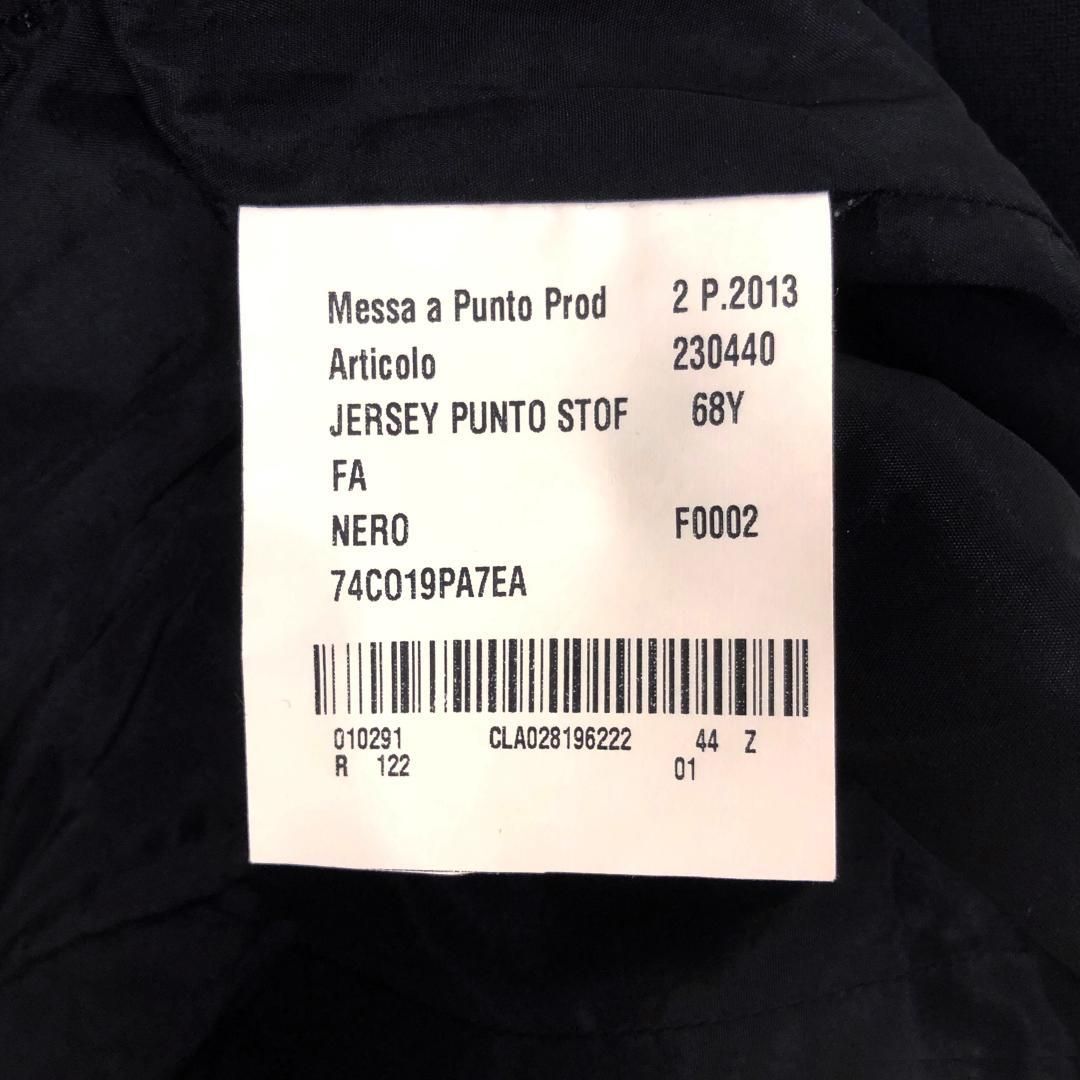 Messa a Punto Prod 2 P.2013
Articolo 230440
JERSEY PUNTO STOF 68Y
FA
NERO F0002
74CO19PA7EA
010291 CLA028196222 44 Z
R 122 01